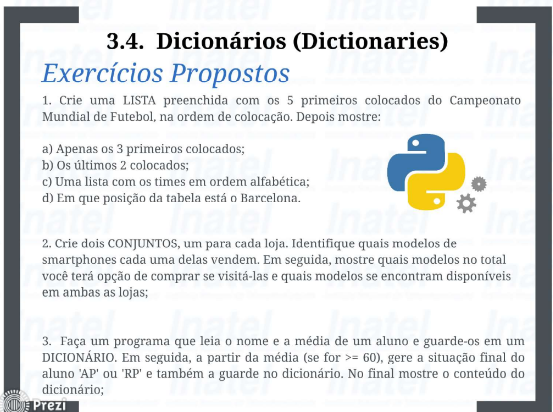 3.4. Dicionários (Dictionaries)
Exercícios Propostos
1. Crie uma LISTA preenchida com os 5 primeiros colocados do Campeonato
Mundial de Futebol, na ordem de colocação. Depois mostre:
a) Apenas os 3 primeiros colocados;
b) Os últimos 2 colocados;
c) Uma lista com os times em ordem alfabética;
d) Em que posição da tabela está o Barcelona.
2. Crie dois CONJUNTOS, um para cada loja. Identifique quais modelos de
smartphones cada uma delas vendem. Em seguida, mostre quais modelos no total
você terá opção de comprar se visitá-las e quais modelos se encontram disponíveis
em ambas as lojas;
3. Faça um programa que leia o nome e a média de um aluno e guarde-os em um
DICIONÁRIO. Em seguida, a partir da média (se for >= 60), gere a situação final do
aluno 'AP' ou 'RP' e também a guarde no dicionário. No final mostre o conteúdo do
dicionário;
Prezi